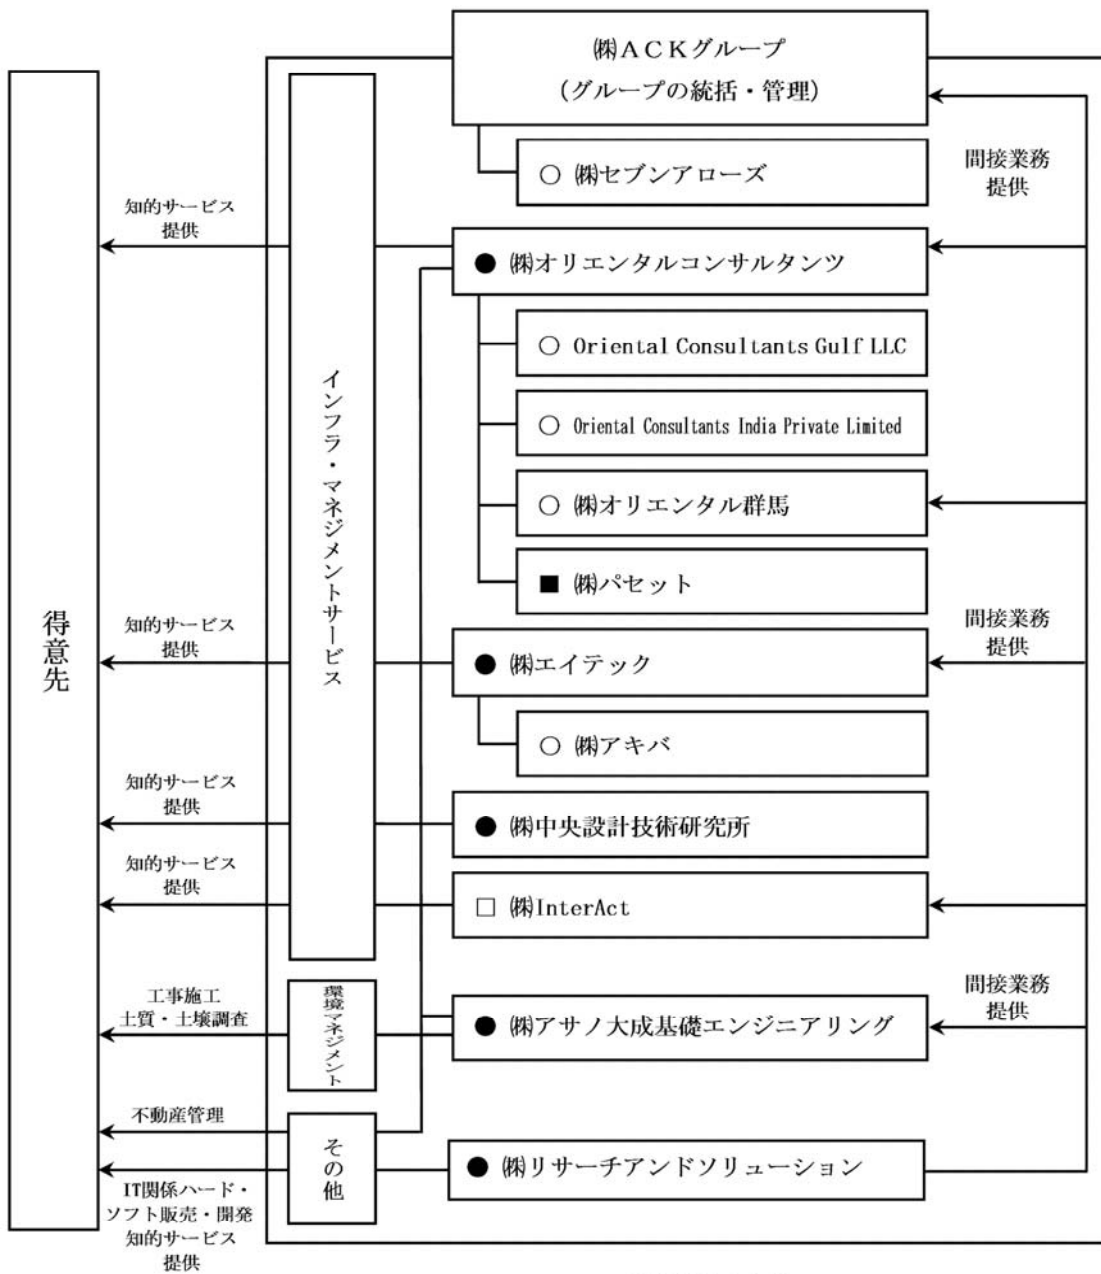 ㈱ＡＣＫグループ
(グループの統括・管理)
○ ㈱セブンアローズ
間接業務
提供
知的サービス
提供
● ㈱オリエンタルコンサルタンツ
○ Oriental Consultants Gulf LLC
○ Oriental Consultants India Private Limited
○ ㈱オリエンタル群馬
■ ㈱パセット
インフラ・マネジメントサービス
得意先
知的サービス
提供
● ㈱エイテック
間接業務
提供
○ ㈱アキバ
知的サービス
提供
● ㈱中央設計技術研究所
知的サービス
提供
□ ㈱InterAct
工事施工
土質・土壌調査
環境マネジメント
● ㈱アサノ大成基礎エンジニアリング
間接業務
提供
不動産管理
その他
● ㈱リサーチアンドソリューション
IT関係ハード・
ソフト販売・開発
知的サービス
提供